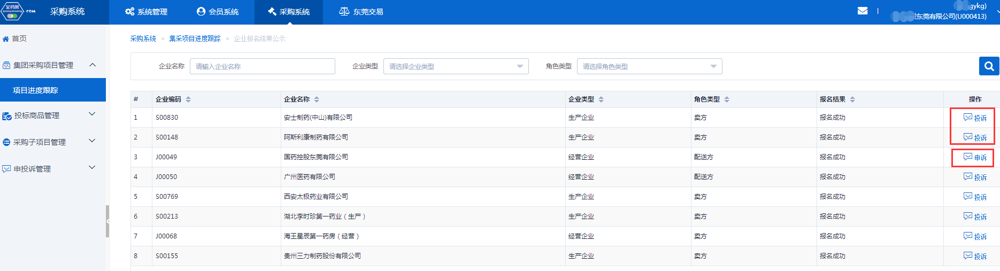 全药网
quanyaowang
.COM
采购系统
系统管理
会员系统
采购系统
东莞交易
gykg)
东莞有限公司(U000413)
首页
集团采购项目管理
项目进度跟踪
投标商品管理
采购子项目管理
申投诉管理
采购系统 > 集采项目进度跟踪 > 企业报名结果公示
企业名称 请输入企业名称 企业类型 请选择企业类型 角色类型 请选择角色类型
# 企业编码 企业名称 企业类型 角色类型 报名结果 操作
1 S00830 安士制药(中山)有限公司 生产企业 卖方 报名成功 投诉
2 S00148 阿斯利康制药有限公司 生产企业 卖方 报名成功 投诉
3 J00049 国药控股东莞有限公司 经营企业 配送方 报名成功 申诉
4 J00050 广州医药有限公司 经营企业 配送方 报名成功 投诉
5 S00769 西安太极药业有限公司 生产企业 卖方 报名成功 投诉
6 S00213 湖北李时珍第一药业（生产） 生产企业 卖方 报名成功 投诉
7 J00068 海王星辰第一药房（经营） 经营企业 卖方 报名成功 投诉
8 S00155 贵州三力制药股份有限公司 生产企业 卖方 报名成功 投诉